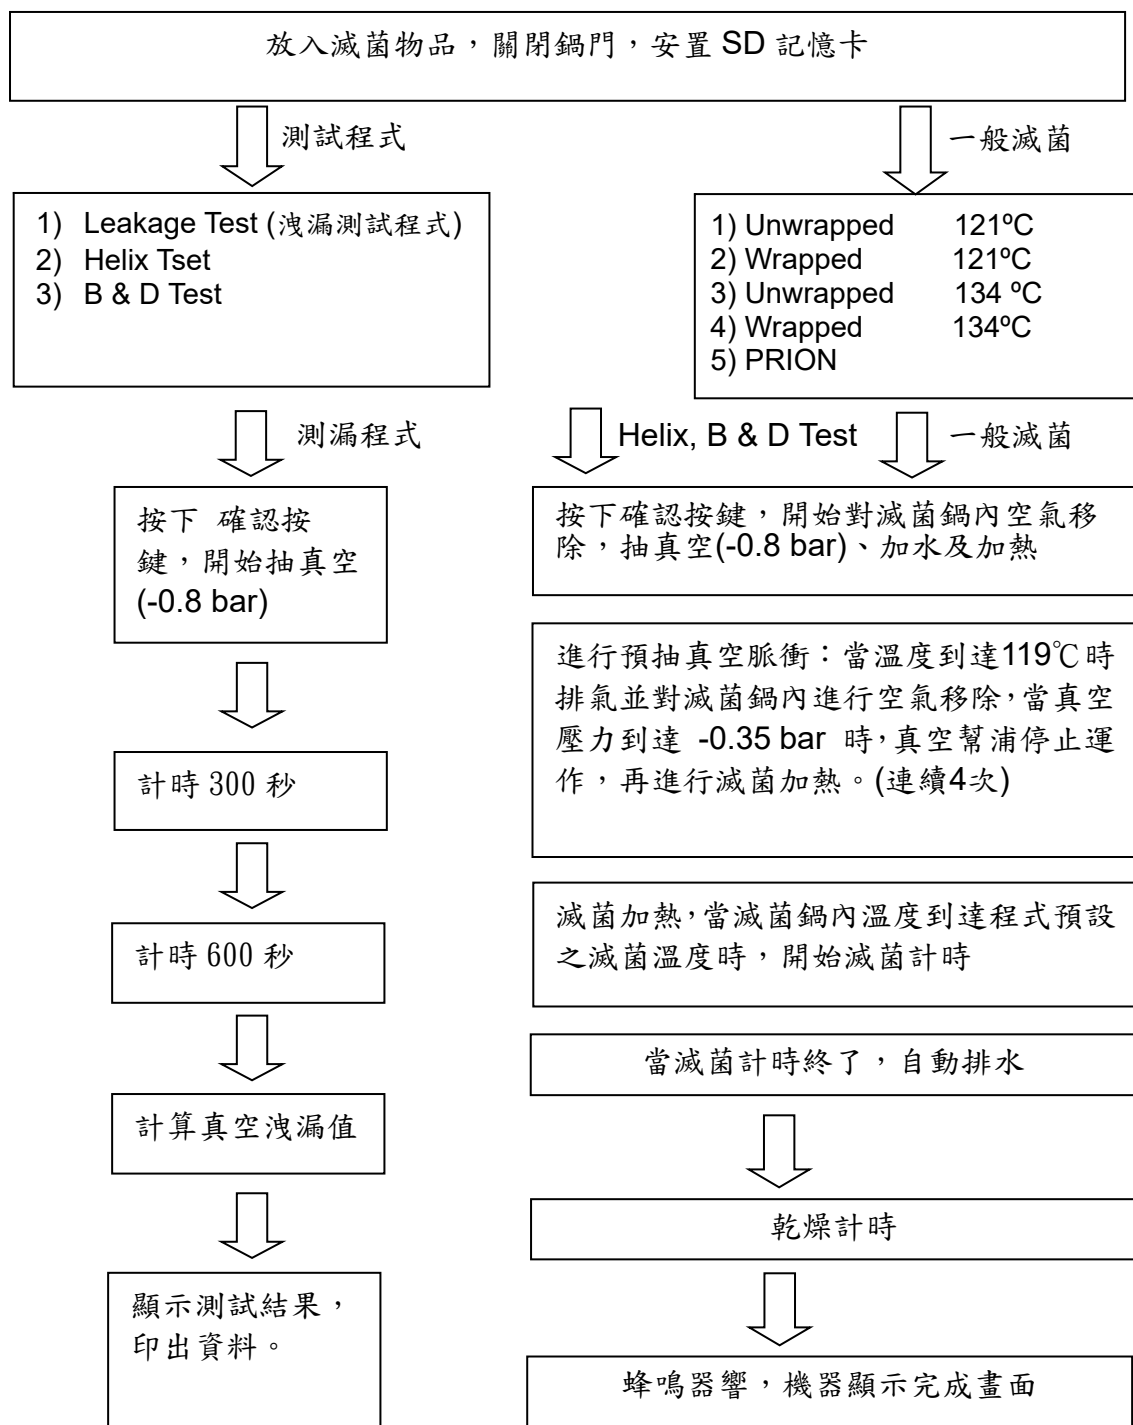 放入滅菌物品，關閉鍋門，安置 SD 記憶卡
測試程式
一般滅菌
1) Leakage Test (洩漏測試程式)
2) Helix Tset
3) B & D Test
1) Unwrapped 121ºC
2) Wrapped 121ºC
3) Unwrapped 134 ºC
4) Wrapped 134ºC
5) PRION
測漏程式
Helix, B & D Test
一般滅菌
按下 確認按
鍵，開始抽真空
(-0.8 bar)
計時 300 秒
計時 600 秒
計算真空洩漏值
顯示測試結果，
印出資料。
按下確認按鍵，開始對滅菌鍋內空氣移
除，抽真空(-0.8 bar)、加水及加熱
進行預抽真空脈衝：當溫度到達119℃時
排氣並對滅菌鍋內進行空氣移除，當真空
壓力到達 -0.35 bar 時，真空幫浦停止運
作，再進行滅菌加熱。(連續4次)
滅菌加熱，當滅菌鍋內溫度到達程式預設
之滅菌溫度時，開始滅菌計時
當滅菌計時終了，自動排水
乾燥計時
蜂鳴器響，機器顯示完成畫面